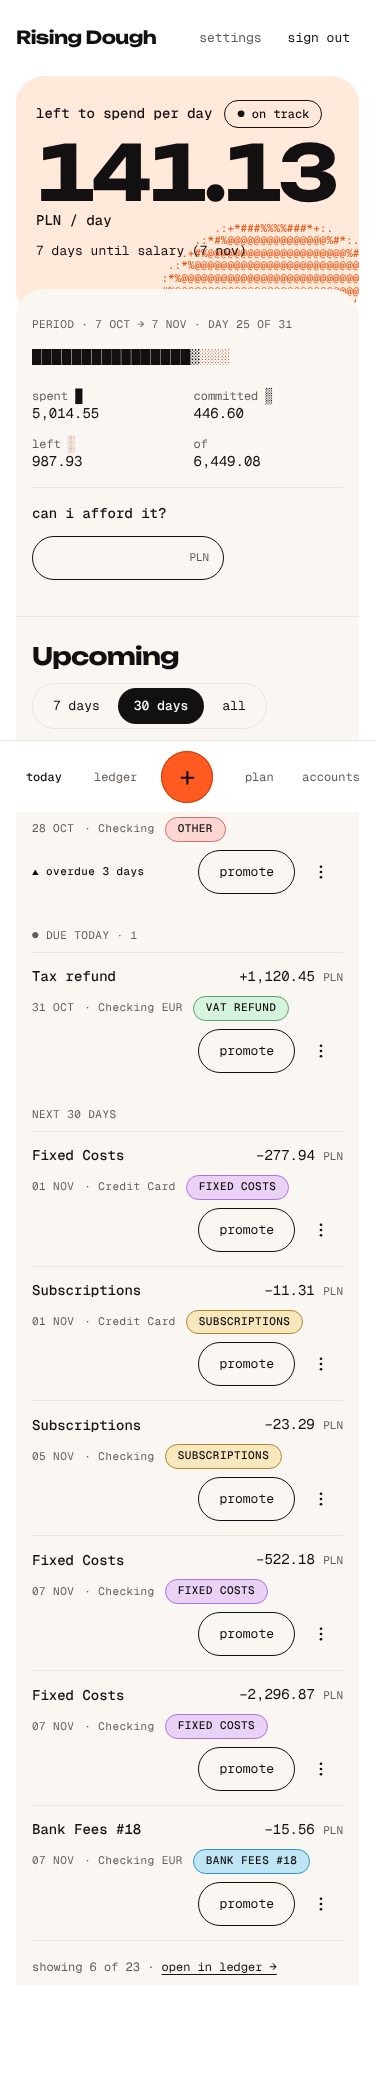 Rising Dough settings sign out
left to spend per day ● on track
141.13
PLN / day
7 days until salary (7 nov)
PERIOD · 7 OCT → 7 NOV · DAY 25 OF 31
spent █ committed ▒
5,014.55 446.60
left ░ of
987.93 6,449.08
can i afford it?
PLN
Upcoming
7 days 30 days all
today ledger + plan accounts
28 OCT · Checking OTHER
▲ overdue 3 days promote ⋮
● DUE TODAY · 1
Tax refund +1,120.45 PLN
31 OCT · Checking EUR VAT REFUND
promote ⋮
NEXT 30 DAYS
Fixed Costs −277.94 PLN
01 NOV · Credit Card FIXED COSTS
promote ⋮
Subscriptions −11.31 PLN
01 NOV · Credit Card SUBSCRIPTIONS
promote ⋮
Subscriptions −23.29 PLN
05 NOV · Checking SUBSCRIPTIONS
promote ⋮
Fixed Costs −522.18 PLN
07 NOV · Checking FIXED COSTS
promote ⋮
Fixed Costs −2,296.87 PLN
07 NOV · Checking FIXED COSTS
promote ⋮
Bank Fees #18 −15.56 PLN
07 NOV · Checking EUR BANK FEES #18
promote ⋮
showing 6 of 23 · open in ledger →